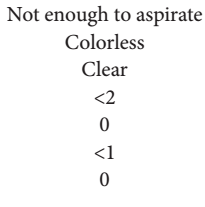 Not enough to aspirate
Colorless
Clear
<2
0
<1
0